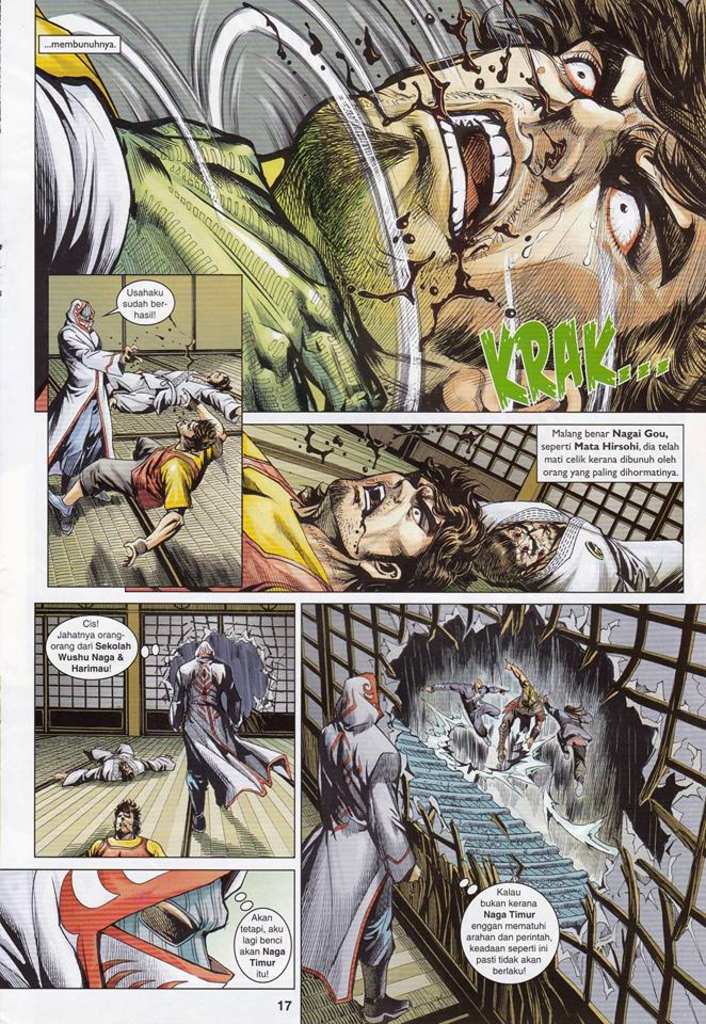 ...membunuhnya.
Usahaku
sudah ber-
hasil!
KRAK...
Malang benar Nagai Gou,
seperti Mata Hirsohi, dia telah
mati celik kerana dibunuh oleh
orang yang paling dihormatinya.
Cis!
Jahatnya orang-
orang dari Sekolah
Wushu Naga &
Harimau!
Kalau
bukan kerana
Naga Timur
enggan mematuhi
arahan dan perintah,
keadaan seperti ini
pasti tidak akan
berlaku!
Akan
tetapi, aku
lagi benci
akan Naga
Timur
itu!
17